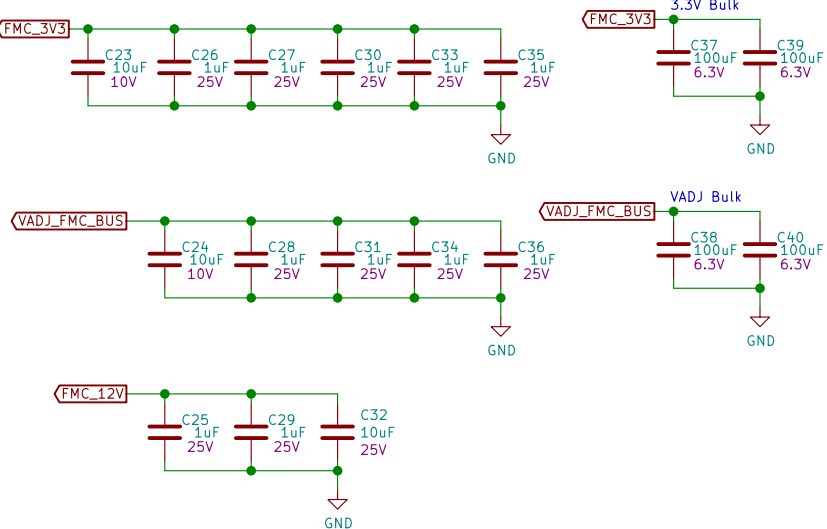 3.3V Bulk
FMC_3V3
C23
10uF
10V
C26
1uF
25V
C27
1uF
25V
C30
1uF
25V
C33
1uF
25V
C35
1uF
25V
GND
FMC_3V3
C37
100uF
6.3V
C39
100uF
6.3V
GND
VADJ_FMC_BUS
C24
10uF
10V
C28
1uF
25V
C31
1uF
25V
C34
1uF
25V
C36
1uF
25V
GND
VADJ Bulk
VADJ_FMC_BUS
C38
100uF
6.3V
C40
100uF
6.3V
GND
FMC_12V
C25
1uF
25V
C29
1uF
25V
C32
10uF
25V
GND